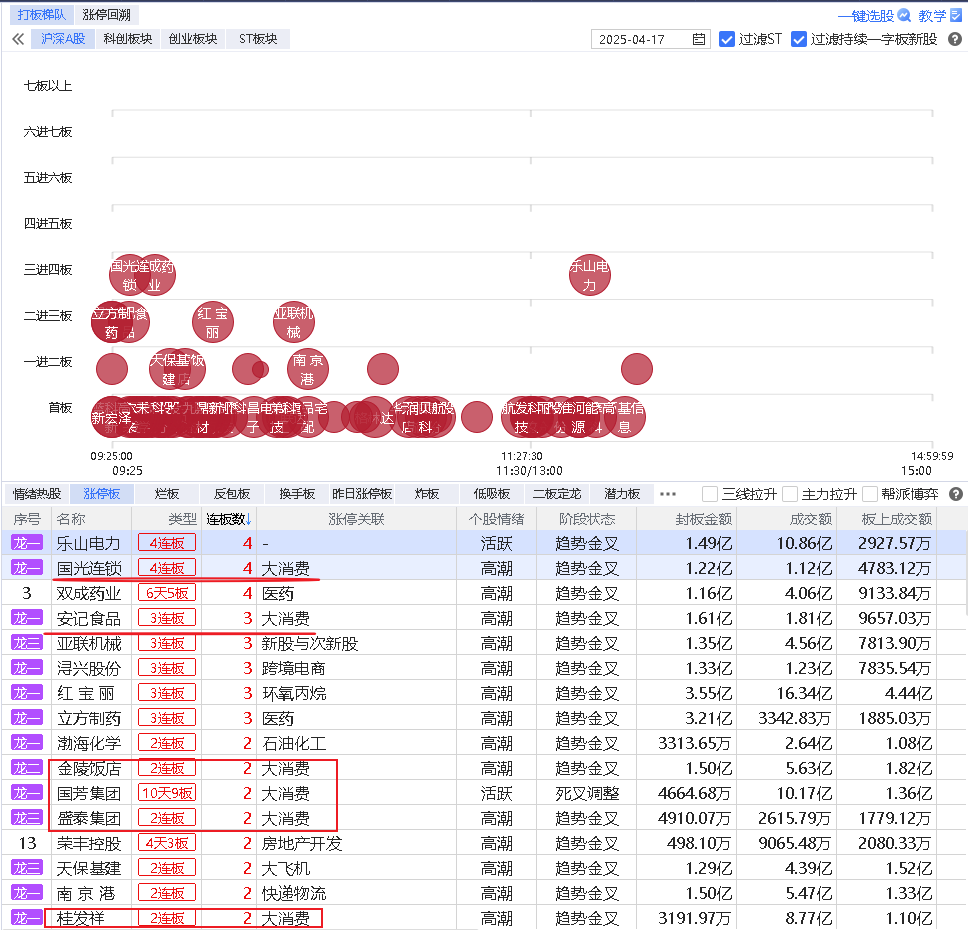 打板梯队 涨停回溯 一键选股 教学
沪深A股 科创板块 创业板块 ST板块 2025-04-17 过滤ST 过滤持续一字板新股
七板以上
六进七板
五进六板
四进五板
三进四板
国光连锁
成药业
乐山电力
二进三板
立方制药
红宝丽
亚联机械
一进二板
天保基建
饭店
南京港
首板
新宏泽
09:25:00 11:27:30 14:59:59
09:25 11:30/13:00 15:00
情绪热股 涨停板 烂板 反包板 换手板 昨日涨停板 炸板 低吸板 二板定龙 潜力板 ••• 三线拉升 主力拉升 帮派博弈
序号 名称 类型 连板数↓ 涨停关联 个股情绪 阶段状态 封板金额 成交额 板上成交额
龙一 乐山电力 4连板 4 - 活跃 趋势金叉 1.49亿 10.86亿 2927.57万
龙一 国光连锁 4连板 4 大消费 高潮 趋势金叉 1.22亿 1.12亿 4783.12万
3 双成药业 6天5板 4 医药 高潮 趋势金叉 1.16亿 4.06亿 9133.84万
龙一 安记食品 3连板 3 大消费 高潮 趋势金叉 1.61亿 1.81亿 9657.03万
龙三 亚联机械 3连板 3 新股与次新股 高潮 趋势金叉 1.35亿 4.56亿 7813.90万
龙一 浔兴股份 3连板 3 跨境电商 高潮 趋势金叉 1.33亿 1.23亿 7835.54万
龙一 红宝丽 3连板 3 环氧丙烷 高潮 趋势金叉 3.55亿 16.34亿 4.44亿
龙一 立方制药 3连板 3 医药 高潮 趋势金叉 3.21亿 3342.83万 1885.03万
龙一 渤海化学 2连板 2 石油化工 高潮 趋势金叉 3313.65万 2.64亿 1.08亿
龙二 金陵饭店 2连板 2 大消费 高潮 趋势金叉 1.50亿 5.63亿 1.82亿
龙一 国芳集团 10天9板 2 大消费 活跃 死叉调整 4664.68万 10.17亿 1.36亿
龙三 盛泰集团 2连板 2 大消费 高潮 趋势金叉 4910.07万 2615.79万 1779.12万
13 荣丰控股 4天3板 2 房地产开发 高潮 趋势金叉 498.10万 9065.48万 2080.33万
龙三 天保基建 2连板 2 大飞机 高潮 趋势金叉 1.29亿 4.39亿 1.52亿
龙一 南京港 2连板 2 快递物流 高潮 趋势金叉 1.50亿 5.47亿 1.33亿
龙一 桂发祥 2连板 2 大消费 高潮 趋势金叉 3191.97万 8.77亿 1.10亿